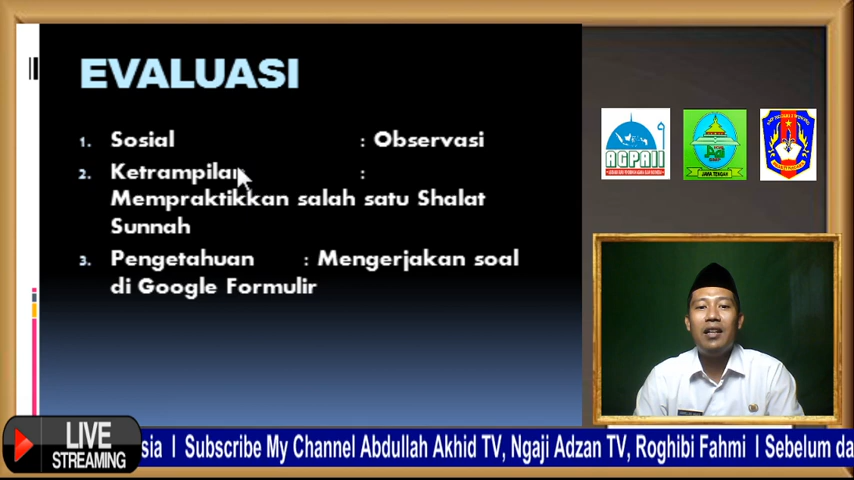 EVALUASI
1. Sosial : Observasi
2. Ketrampilan :
Mempraktikkan salah satu Shalat
Sunnah
3. Pengetahuan : Mengerjakan soal
di Google Formulir
AGPAII
JAWA TENGAH
LIVE
STREAMING
sia I Subscribe My Channel Abdullah Akhid TV, Ngaji Adzan TV, Roghibi Fahmi I Sebelum da